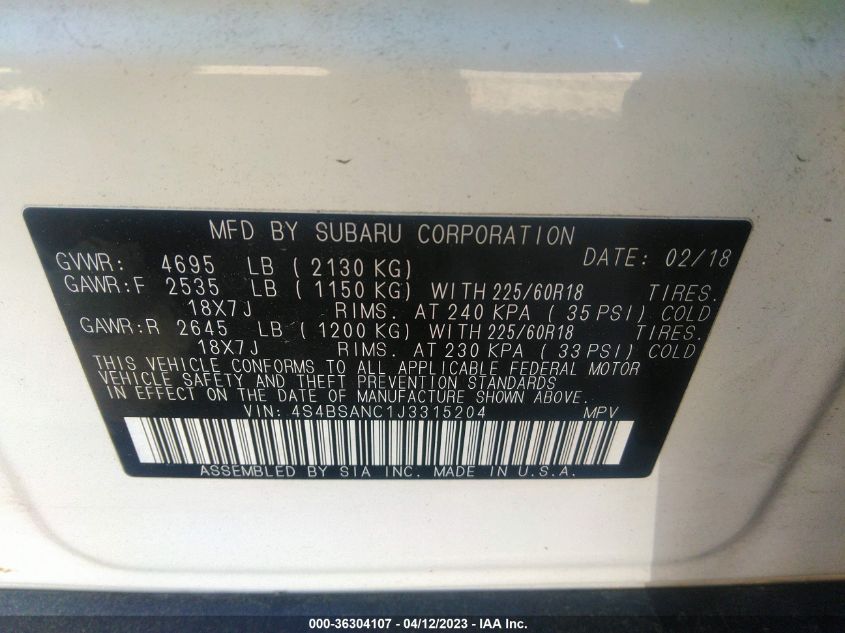 MFD BY SUBARU CORPORATION
DATE: 02/18
GVWR: 4695 LB ( 2130 KG)
GAWR:F 2535 LB ( 1150 KG) WITH 225/60R18 TIRES.
18X7J RIMS. AT 240 KPA ( 35 PSI) COLD
GAWR:R 2645 LB ( 1200 KG) WITH 225/60R18 TIRES.
18X7J RIMS. AT 230 KPA ( 33 PSI) COLD
THIS VEHICLE CONFORMS TO ALL APPLICABLE FEDERAL MOTOR
VEHICLE SAFETY AND THEFT PREVENTION STANDARDS
IN EFFECT ON THE DATE OF MANUFACTURE SHOWN ABOVE.
VIN: 4S4BSANC1J3315204 MPV
ASSEMBLED BY SIA INC. MADE IN U.S.A.
000-36304107 - 04/12/2023 - IAA Inc.